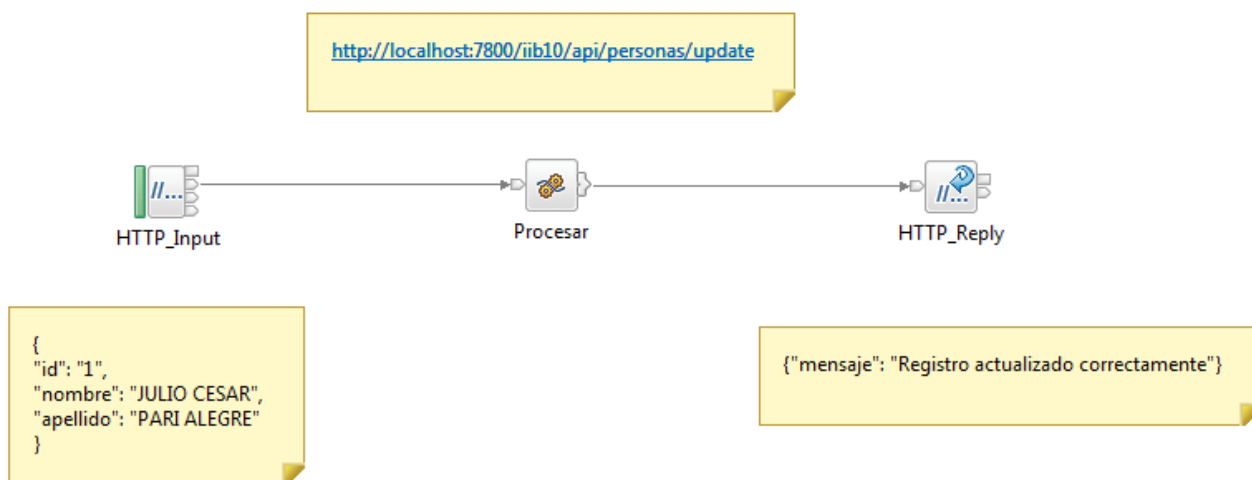 http://localhost:7800/iib10/api/personas/update
//...
//...
HTTP_Input
Procesar
HTTP_Reply
{
"id": "1",
"nombre": "JULIO CESAR",
"apellido": "PARI ALEGRE"
}
{"mensaje": "Registro actualizado correctamente"}